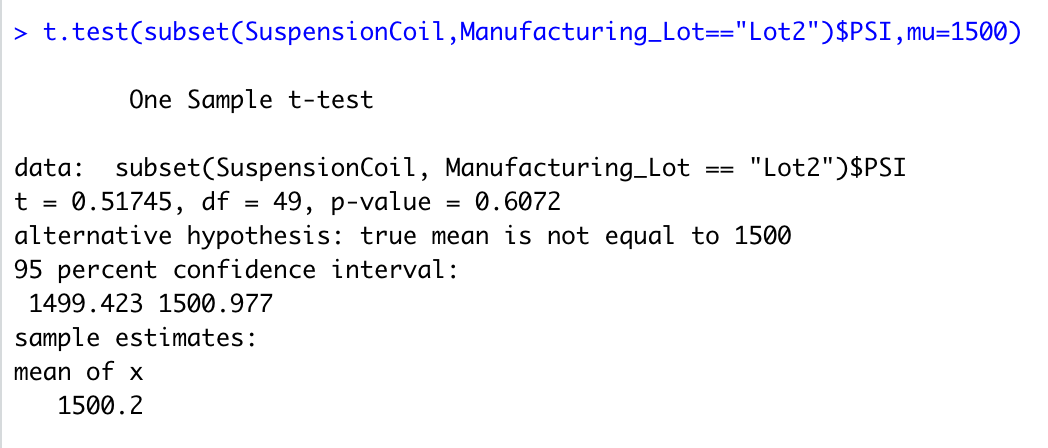 > t.test(subset(SuspensionCoil,Manufacturing_Lot=="Lot2")$PSI,mu=1500)
One Sample t-test
data:  subset(SuspensionCoil, Manufacturing_Lot == "Lot2")$PSI
t = 0.51745, df = 49, p-value = 0.6072
alternative hypothesis: true mean is not equal to 1500
95 percent confidence interval:
 1499.423 1500.977
sample estimates:
mean of x
   1500.2